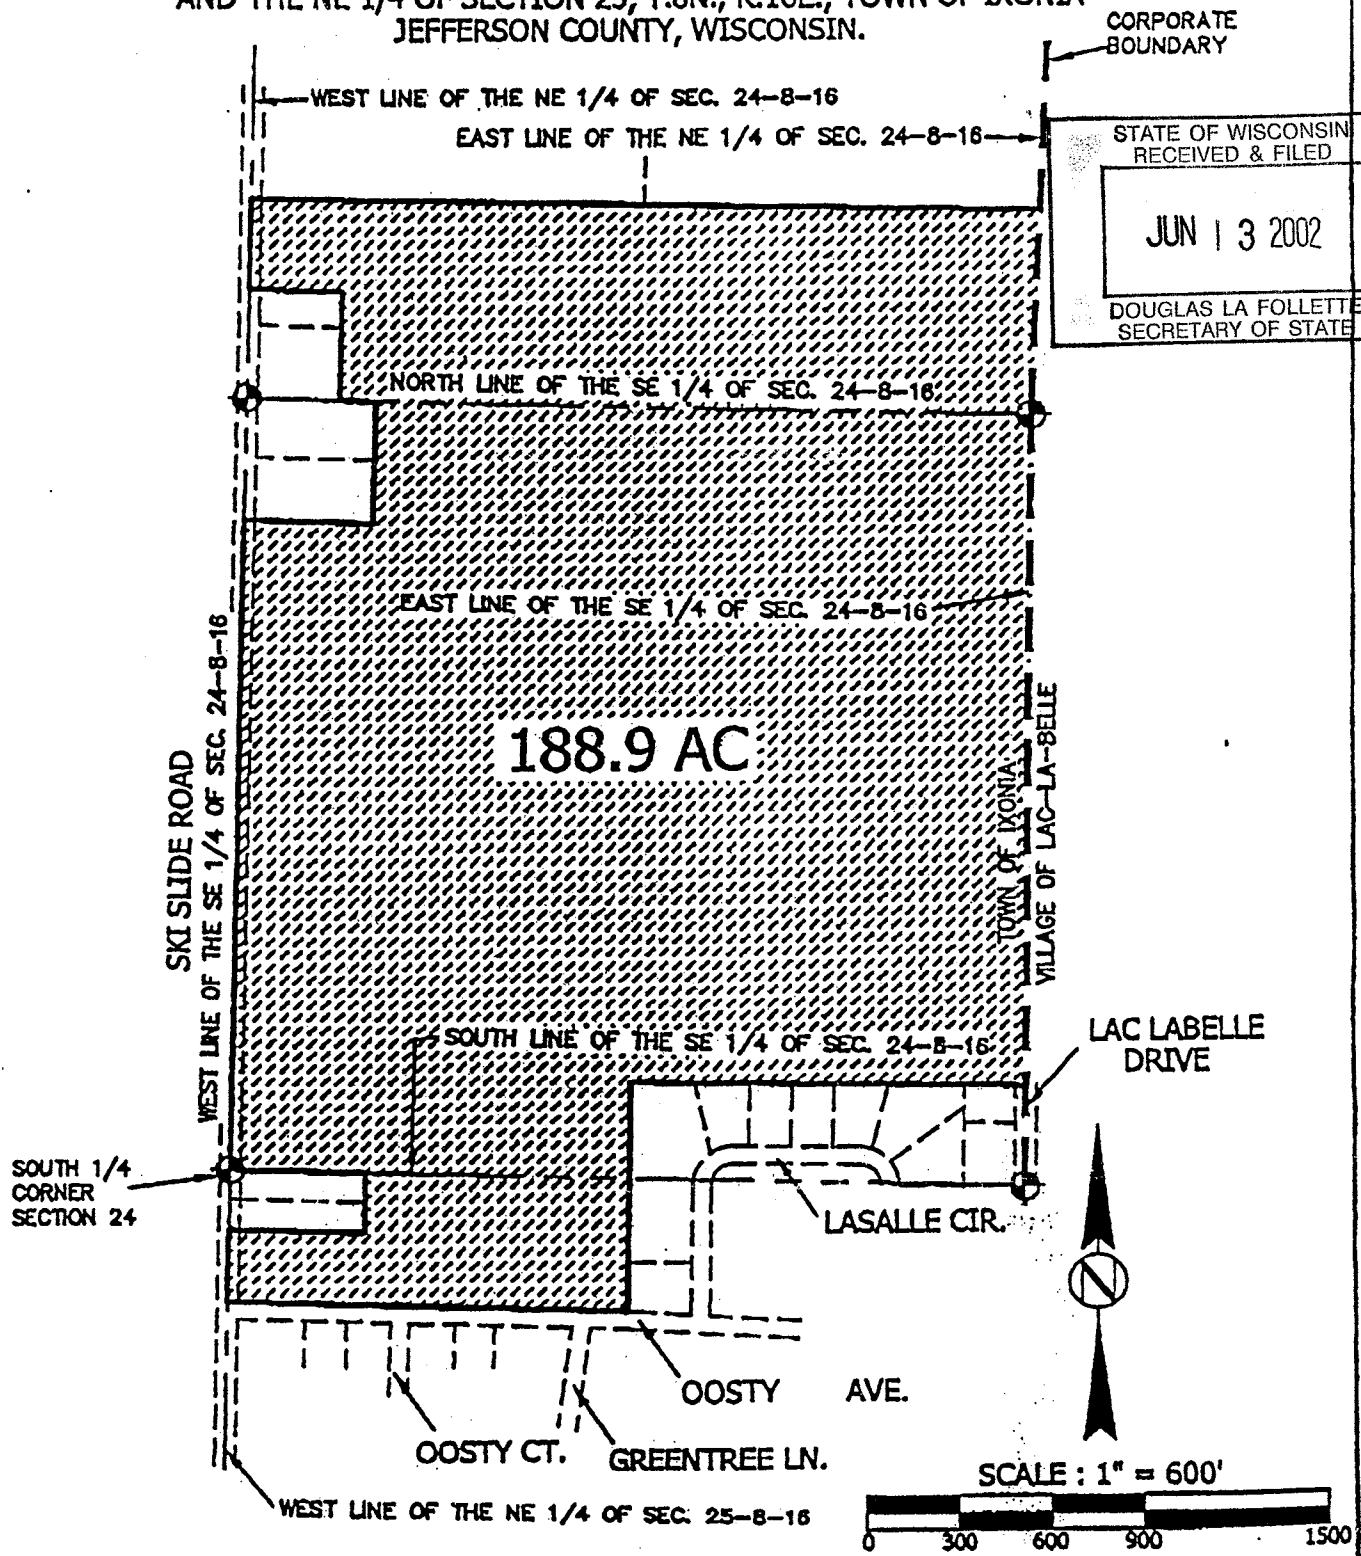 AND THE NE 1/4 OF SECTION 25, T.8N., R.16E., TOWN OF IXONIA
JEFFERSON COUNTY, WISCONSIN.
CORPORATE
BOUNDARY
WEST LINE OF THE NE 1/4 OF SEC. 24-8-16
EAST LINE OF THE NE 1/4 OF SEC. 24-8-16
STATE OF WISCONSIN
RECEIVED & FILED
JUN 13 2002
DOUGLAS LA FOLLETTE
SECRETARY OF STATE
NORTH LINE OF THE SE 1/4 OF SEC. 24-8-16
EAST LINE OF THE SE 1/4 OF SEC. 24-8-16
188.9 AC
SKI SLIDE ROAD
WEST LINE OF THE SE 1/4 OF SEC. 24-8-16
TOWN OF IXONIA
VILLAGE OF LAC-LA-BELLE
SOUTH LINE OF THE SE 1/4 OF SEC. 24-8-16
LAC LABELLE
DRIVE
SOUTH 1/4
CORNER
SECTION 24
LASALLE CIR.
N
OOSTY AVE.
OOSTY CT.
GREENTREE LN.
WEST LINE OF THE NE 1/4 OF SEC. 25-8-16
SCALE : 1" = 600'
0 300 600 900 1500